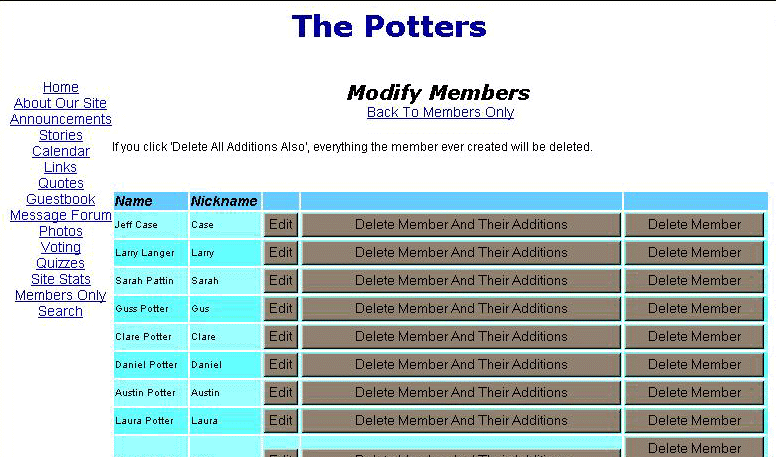 The Potters
Home
About Our Site
Announcements
Stories
Calendar
Links
Quotes
Guestbook
Message Forum
Photos
Voting
Quizzes
Site Stats
Members Only
Search
Modify Members
Back To Members Only
If you click 'Delete All Additions Also', everything the member ever created will be deleted.
Name Nickname
Jeff Case Case Edit Delete Member And Their Additions Delete Member
Larry Langer Larry Edit Delete Member And Their Additions Delete Member
Sarah Pattin Sarah Edit Delete Member And Their Additions Delete Member
Guss Potter Gus Edit Delete Member And Their Additions Delete Member
Clare Potter Clare Edit Delete Member And Their Additions Delete Member
Daniel Potter Daniel Edit Delete Member And Their Additions Delete Member
Austin Potter Austin Edit Delete Member And Their Additions Delete Member
Laura Potter Laura Edit Delete Member And Their Additions Delete Member
Delete Member
Edit Delete Member And Their Additions